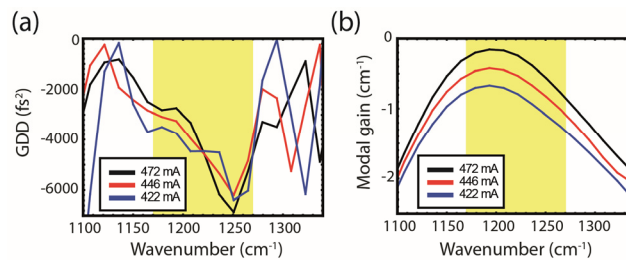 (a)
GDD (fs²)
0
-2000
-4000
-6000
472 mA
446 mA
422 mA
1100 1150 1200 1250 1300
Wavenumber (cm⁻¹)
(b)
Modal gain (cm⁻¹)
0
-1
-2
472 mA
446 mA
422 mA
1100 1150 1200 1250 1300
Wavenumber (cm⁻¹)